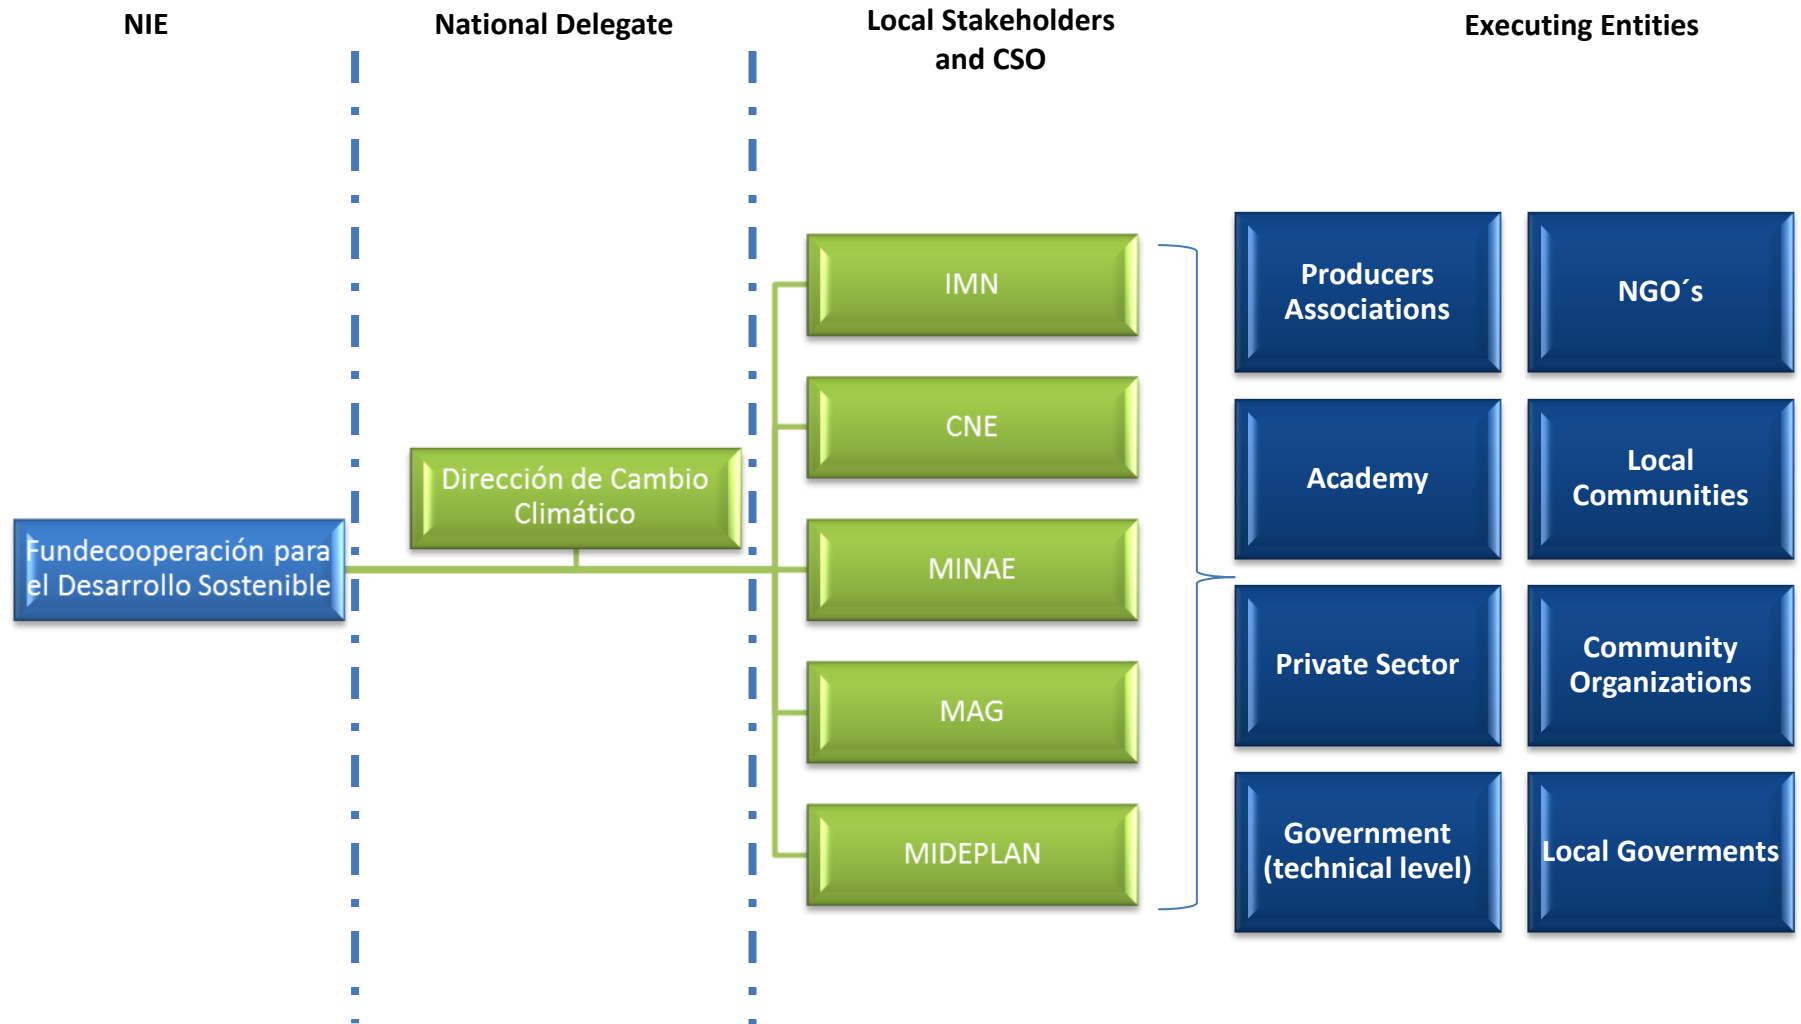 NIE
National Delegate
Local Stakeholders
and CSO
Executing Entities
Fundecooperación para
el Desarrollo Sostenible
Dirección de Cambio
Climático
IMN
CNE
MINAE
MAG
MIDEPLAN
Producers
Associations
NGO´s
Academy
Local
Communities
Private Sector
Community
Organizations
Government
(technical level)
Local Goverments